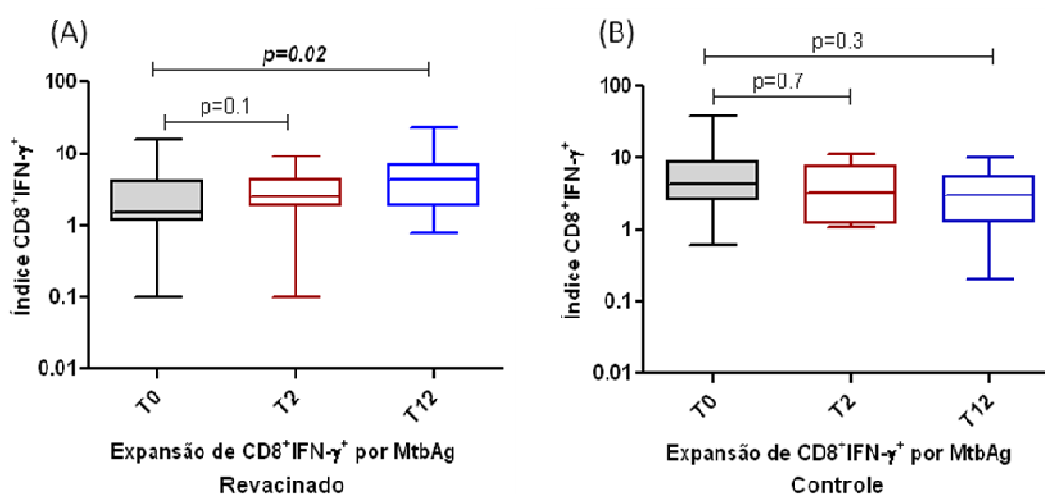 (A)
p=0.02
p=0.1
100
10
1
0.1
0.01
Índice CD8⁺IFN-γ⁺
T0
T2
T12
Expansão de CD8⁺IFN-γ⁺ por MtbAg
Revacinado
(B)
p=0.3
p=0.7
100
10
1
0.1
0.01
Índice CD8⁺IFN-γ⁺
T0
T2
T12
Expansão de CD8⁺IFN-γ⁺ por MtbAg
Controle